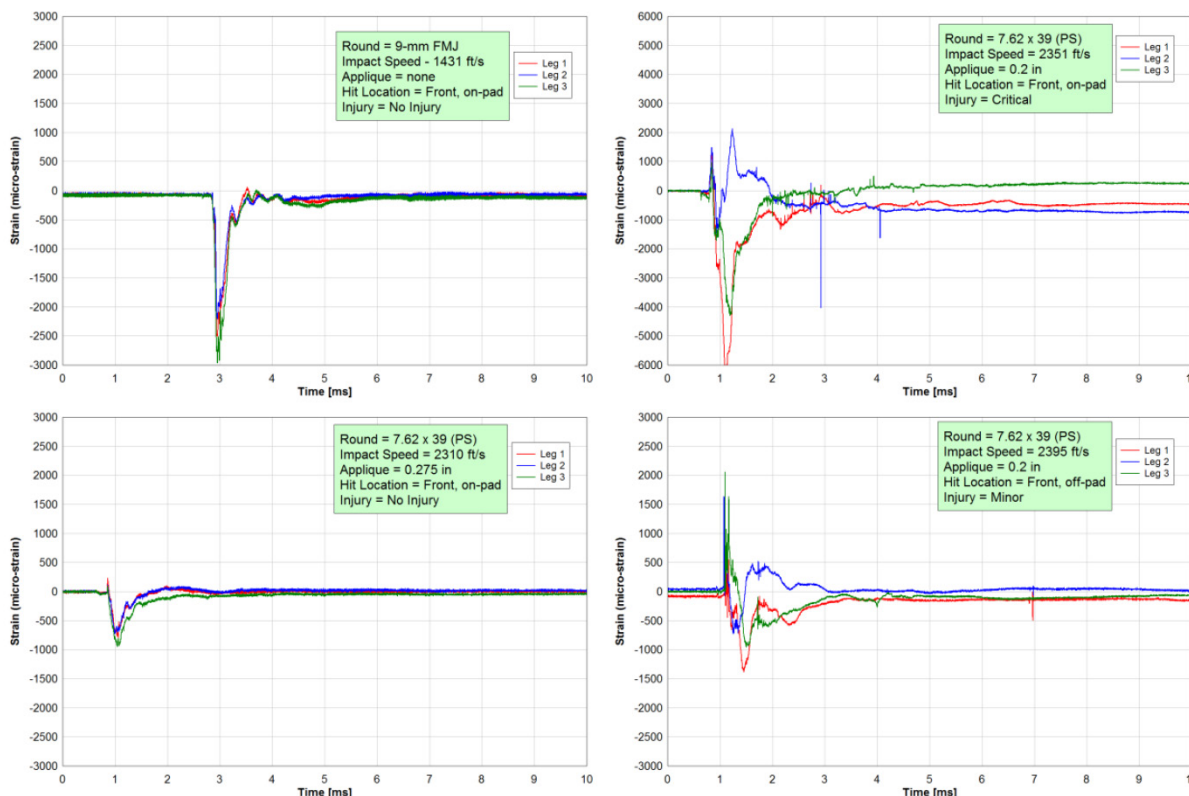 3000
2500
2000
1500
1000
500
0
-500
-1000
-1500
-2000
-2500
-3000
Strain (micro-strain)
0 1 2 3 4 5 6 7 8 9 10
Time [ms]
Round = 9-mm FMJ
Impact Speed - 1431 ft/s
Applique = none
Hit Location = Front, on-pad
Injury = No Injury
Leg 1
Leg 2
Leg 3
6000
5000
4000
3000
2000
1000
0
-1000
-2000
-3000
-4000
-5000
6000
Strain (micro-strain)
0 1 2 3 4 5 6 7 8 9 1
Time [ms]
Round = 7.62 x 39 (PS)
Impact Speed = 2351 ft/s
Applique = 0.2 in
Hit Location = Front, on-pad
Injury = Critical
Leg 1
Leg 2
Leg 3
3000
2500
2000
1500
1000
500
0
-500
-1000
-1500
-2000
-2500
-3000
Strain (micro-strain)
0 1 2 3 4 5 6 7 8 9 10
Time [ms]
Round = 7.62 x 39 (PS)
Impact Speed = 2310 ft/s
Applique = 0.275 in
Hit Location = Front, on-pad
Injury = No Injury
Leg 1
Leg 2
Leg 3
3000
2500
2000
1500
1000
500
0
-500
-1000
-1500
-2000
-2500
-3000
Strain (micro-strain)
0 1 2 3 4 5 6 7 8 9 1
Time [ms]
Round = 7.62 x 39 (PS)
Impact Speed = 2395 ft/s
Applique = 0.2 in
Hit Location = Front, off-pad
Injury = Minor
Leg 1
Leg 2
Leg 3